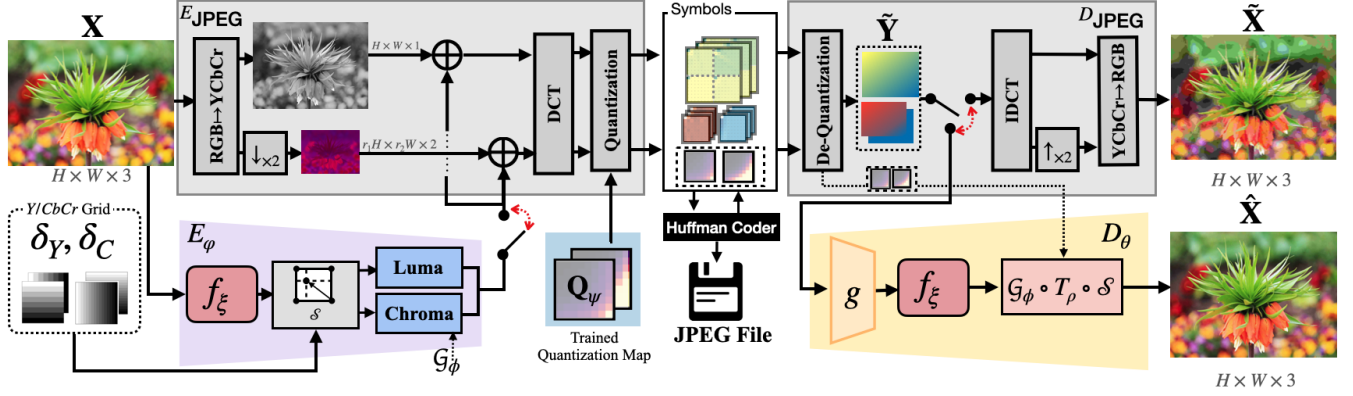 X
H × W × 3
Y/CbCr Grid
δ_Y, δ_C
E_JPEG
RGB↦YCbCr
↓×2
H × W × 1
r₁H × r₂W × 2
DCT
Quantization
E_φ
f_ξ
𝒮
Luma
Chroma
𝒢_ϕ
Q_ψ
Trained
Quantization Map
Symbols
Huffman Coder
JPEG File
D_JPEG
De-Quantization
Ỹ
IDCT
↑×2
YCbCr↦RGB
D_θ
g
f_ξ
𝒢_ϕ ∘ T_ρ ∘ 𝒮
X̃
H × W × 3
X̂
H × W × 3